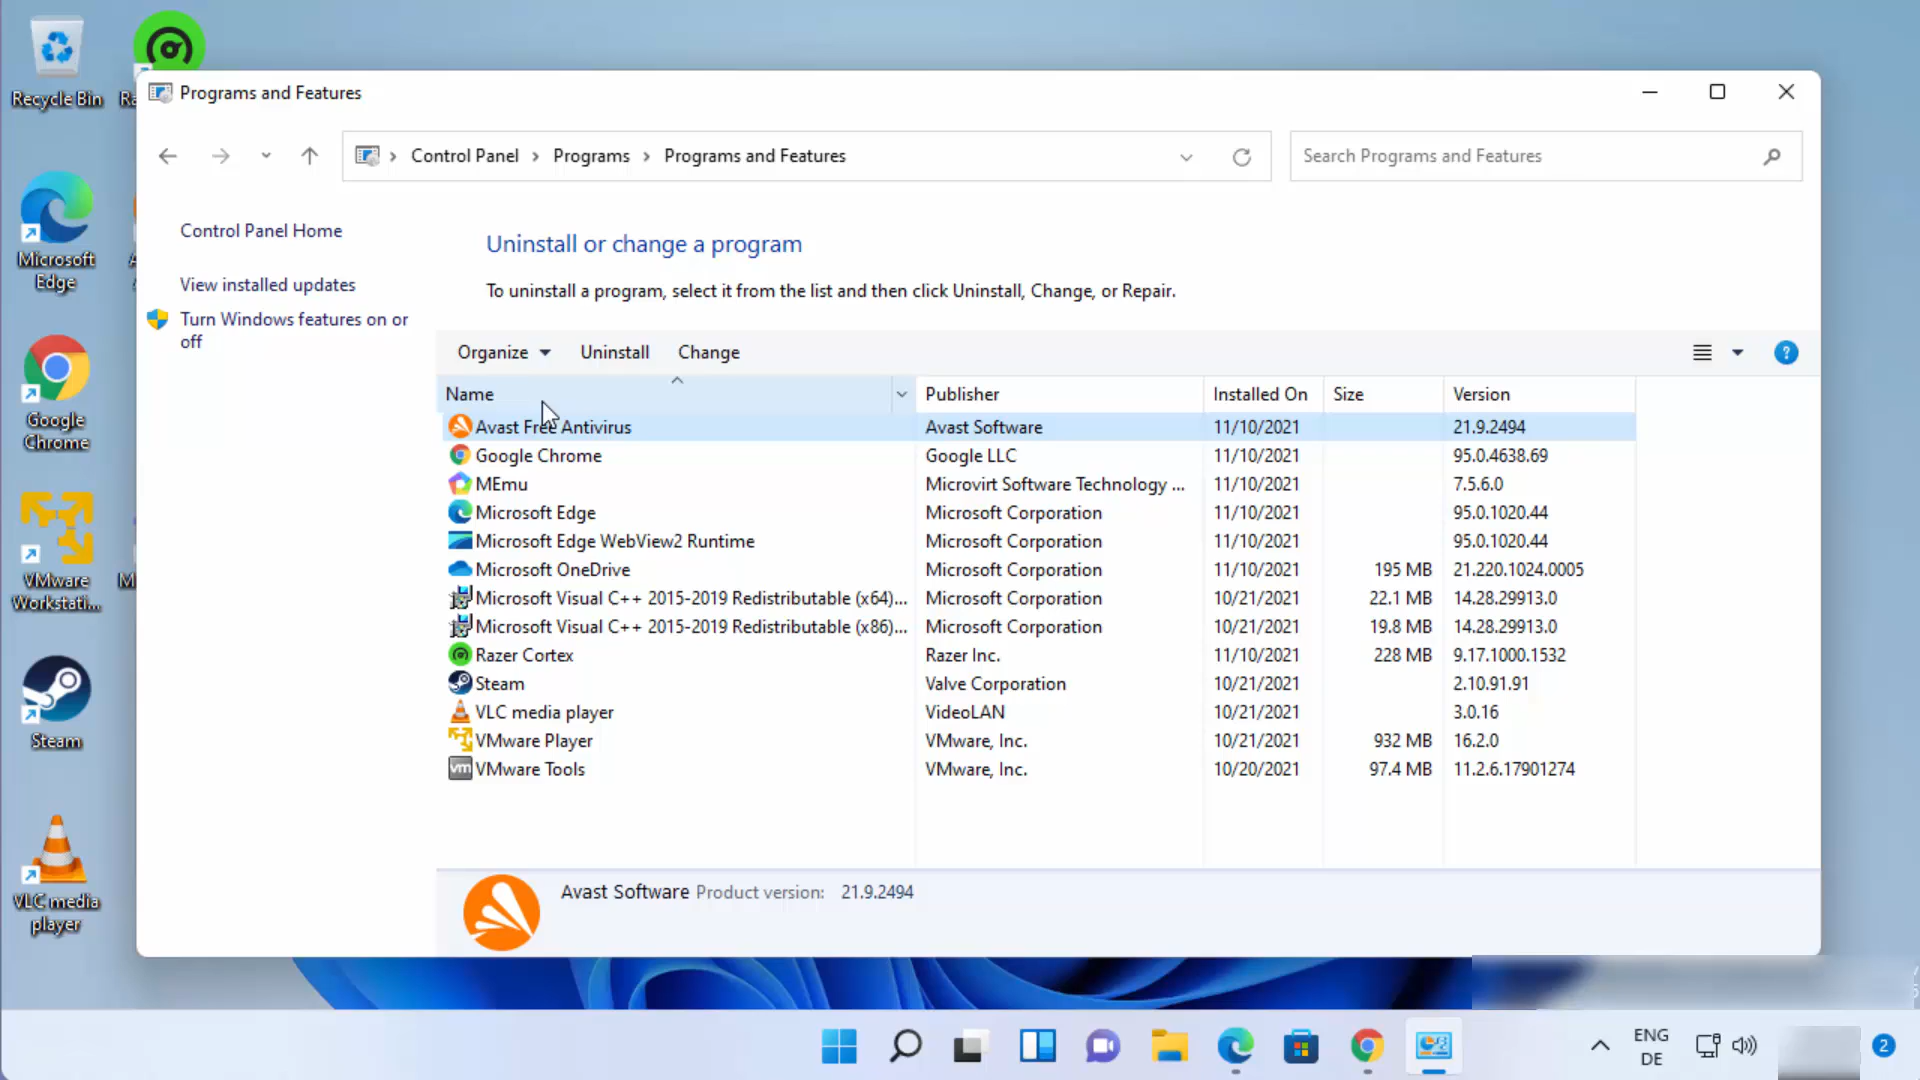 Recycle Bin
Ra
Programs and Features
Control Panel > Programs > Programs and Features
Search Programs and Features
Control Panel Home
View installed updates
Turn Windows features on or
off
Uninstall or change a program
To uninstall a program, select it from the list and then click Uninstall, Change, or Repair.
Organize Uninstall Change ?
Name Publisher Installed On Size Version
Avast Free Antivirus Avast Software 11/10/2021 21.9.2494
Google Chrome Google LLC 11/10/2021 95.0.4638.69
MEmu Microvirt Software Technology ... 11/10/2021 7.5.6.0
Microsoft Edge Microsoft Corporation 11/10/2021 95.0.1020.44
Microsoft Edge WebView2 Runtime Microsoft Corporation 11/10/2021 95.0.1020.44
Microsoft OneDrive Microsoft Corporation 11/10/2021 195 MB 21.220.1024.0005
Microsoft Visual C++ 2015-2019 Redistributable (x64)... Microsoft Corporation 10/21/2021 22.1 MB 14.28.29913.0
Microsoft Visual C++ 2015-2019 Redistributable (x86)... Microsoft Corporation 10/21/2021 19.8 MB 14.28.29913.0
Razer Cortex Razer Inc. 11/10/2021 228 MB 9.17.1000.1532
Steam Valve Corporation 10/21/2021 2.10.91.91
VLC media player VideoLAN 10/21/2021 3.0.16
VMware Player VMware, Inc. 10/21/2021 932 MB 16.2.0
vm VMware Tools VMware, Inc. 10/20/2021 97.4 MB 11.2.6.17901274
Avast Software Product version: 21.9.2494
Microsoft
Edge
Google
Chrome
VMware
Workstati...
Steam
VLC media
player
ENG
DE
2